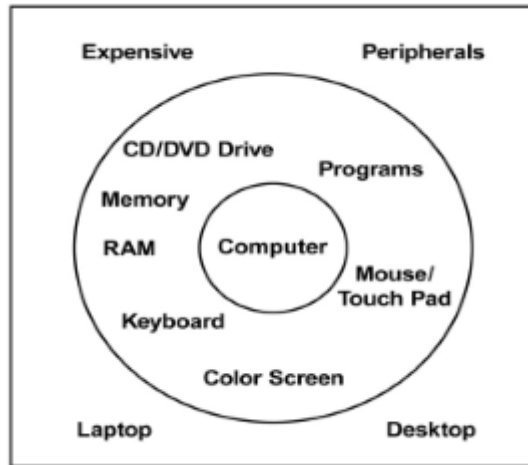 Expensive
Peripherals
CD/DVD Drive
Programs
Memory
RAM
Computer
Mouse/
Touch Pad
Keyboard
Color Screen
Laptop
Desktop